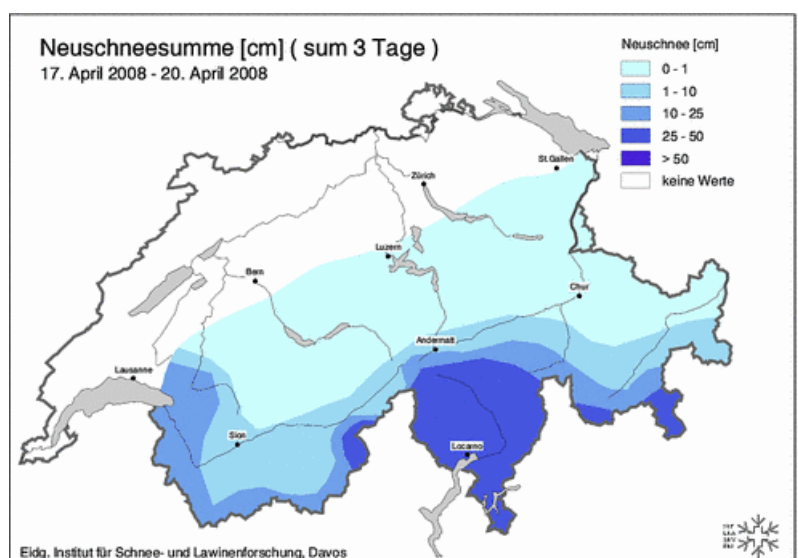 Neuschneesumme [cm] ( sum 3 Tage )
17. April 2008 - 20. April 2008
Neuschnee [cm]
0 - 1
1 - 10
10 - 25
25 - 50
> 50
keine Werte
St.Gallen
Zürich
Luzern
Bern
Chur
Andermatt
Lausanne
Sion
Locarno
Eidg. Institut für Schnee- und Lawinenforschung, Davos